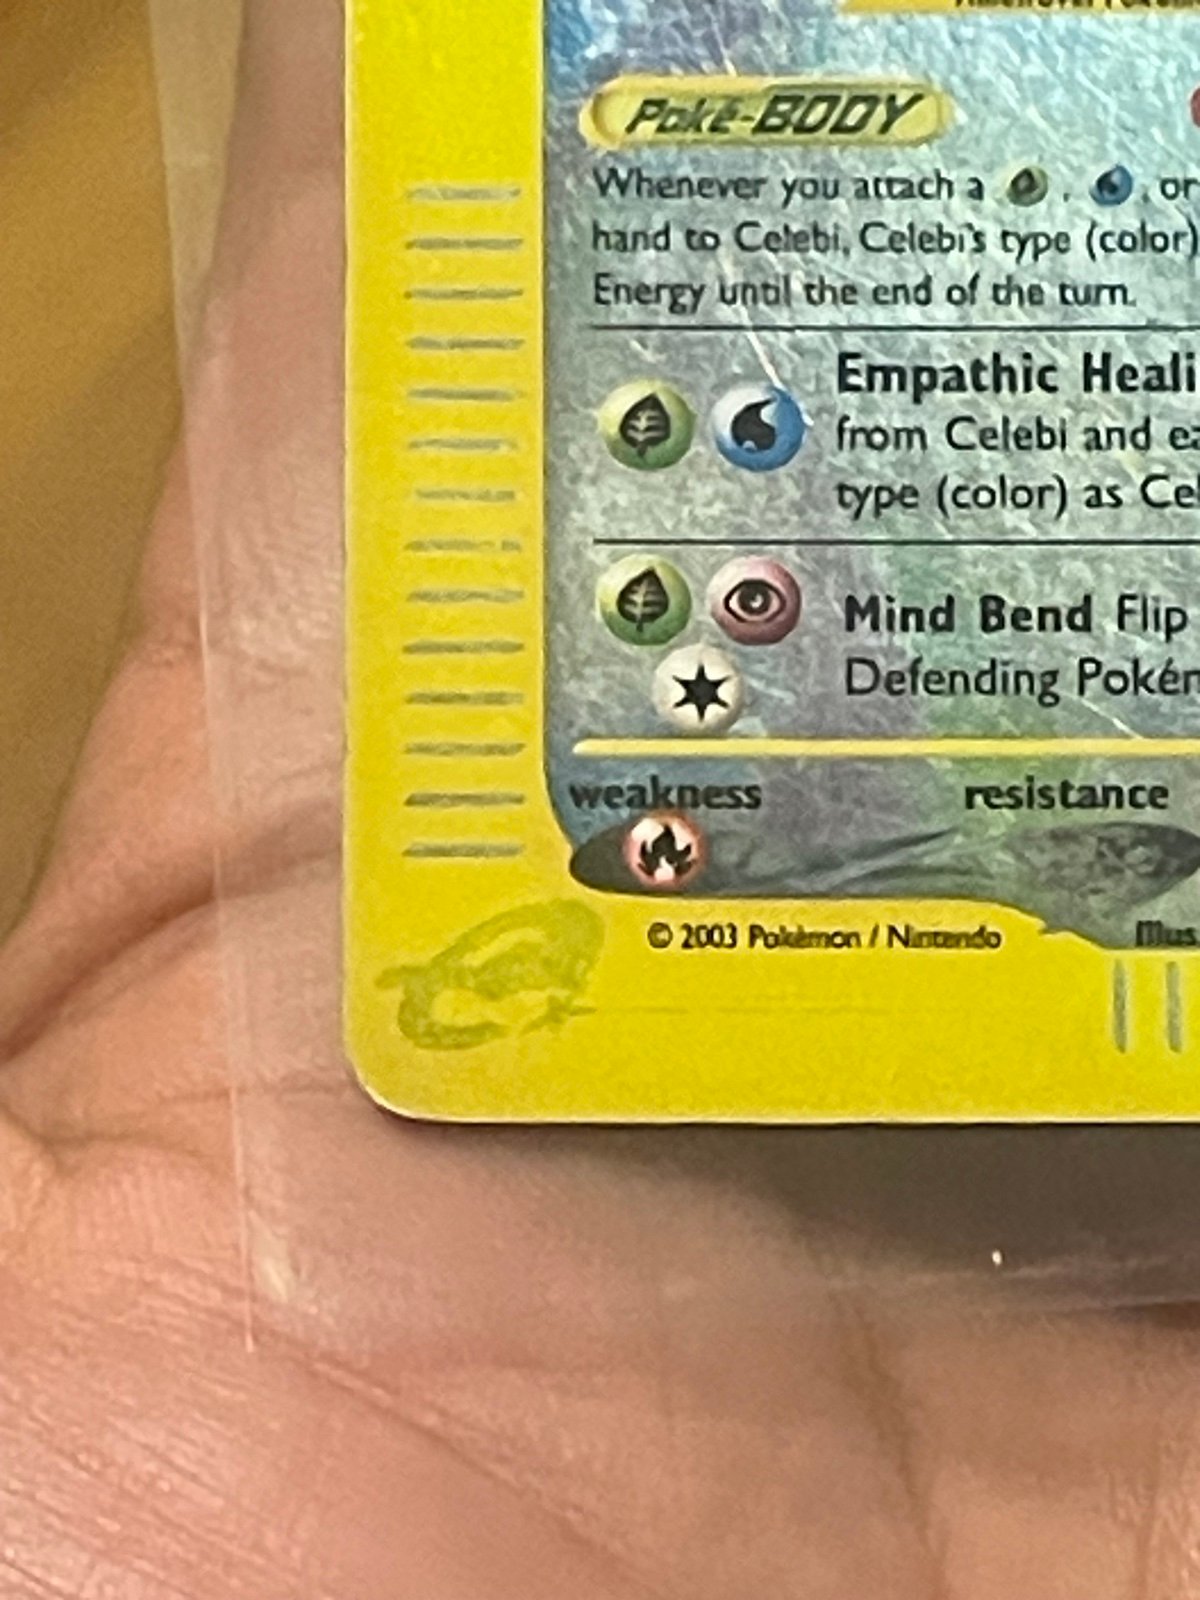 Poké-BODY
Whenever you attach a , , or
hand to Celebi, Celebi's type (color)
Energy until the end of the turn.
Empathic Heali
from Celebi and ea
type (color) as Cel
Mind Bend Flip
Defending Pokém
weakness resistance
© 2003 Pokémon / Nintendo
Illus